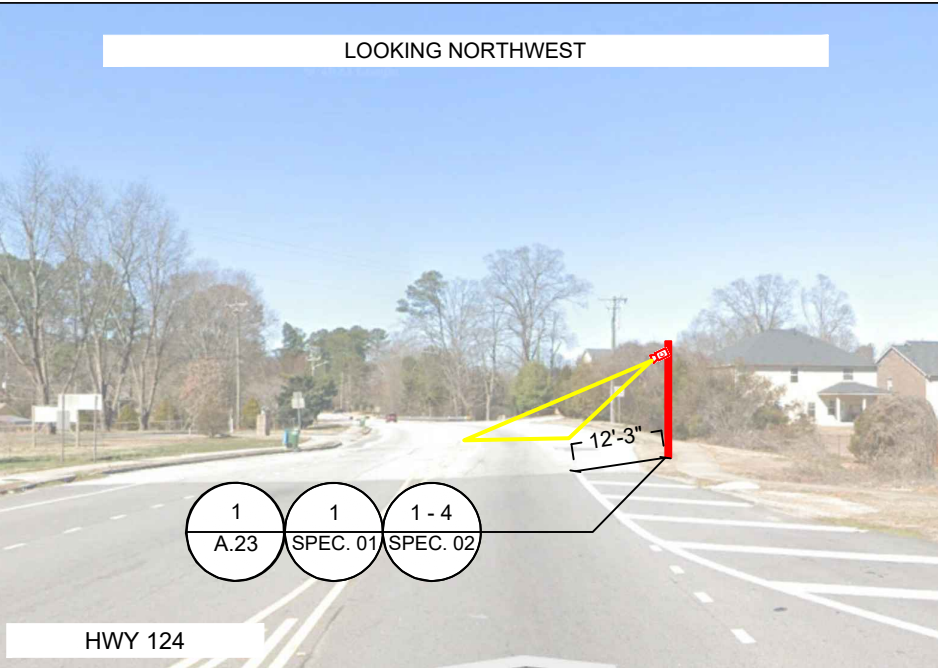 LOOKING NORTHWEST
12'-3"
1
A.23
1
SPEC. 01
1 - 4
SPEC. 02
HWY 124